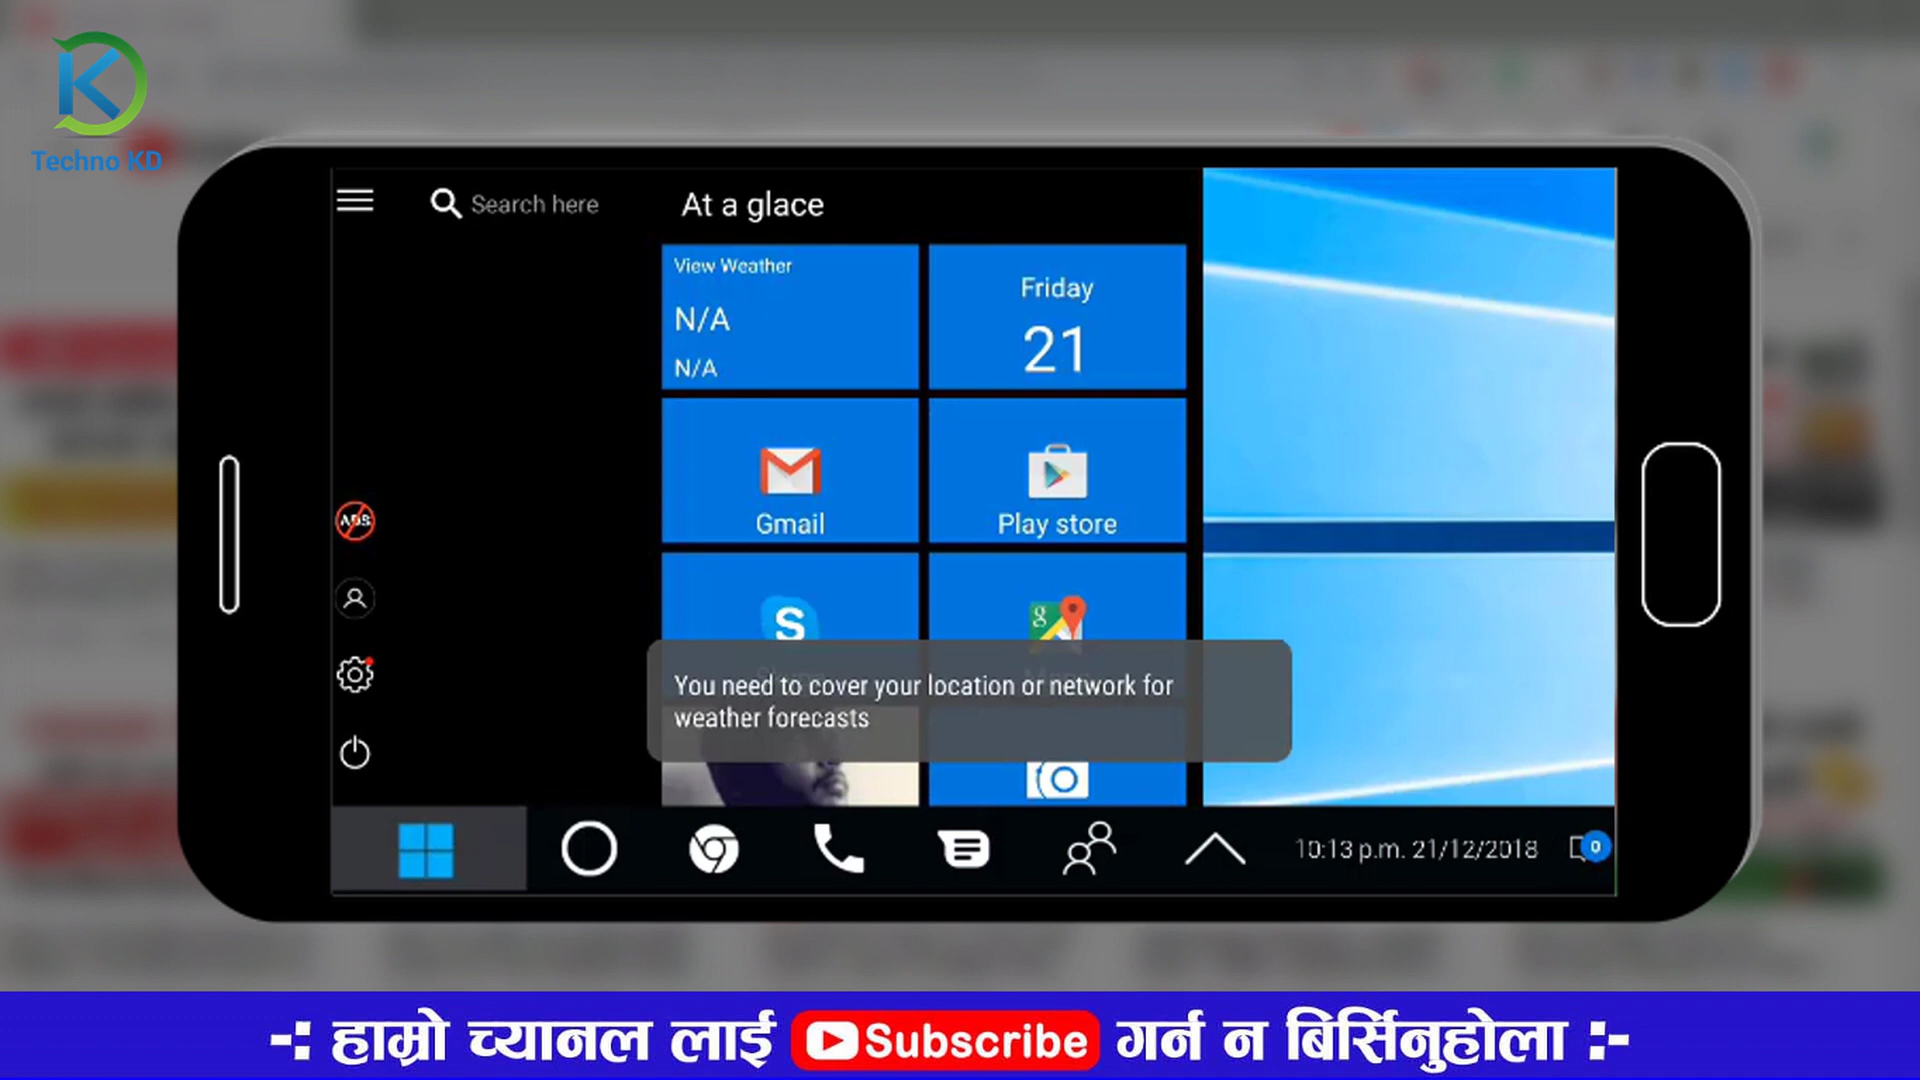 Techno KD
Search here
At a glace
View Weather
N/A
N/A
Friday
21
Gmail
Play store
ADS
S
g
You need to cover your location or network for
weather forecasts
10:13 p.m. 21/12/2018
0
-: हाम्रो च्यानल लाई Subscribe गर्न न बिर्सिनुहोला :-